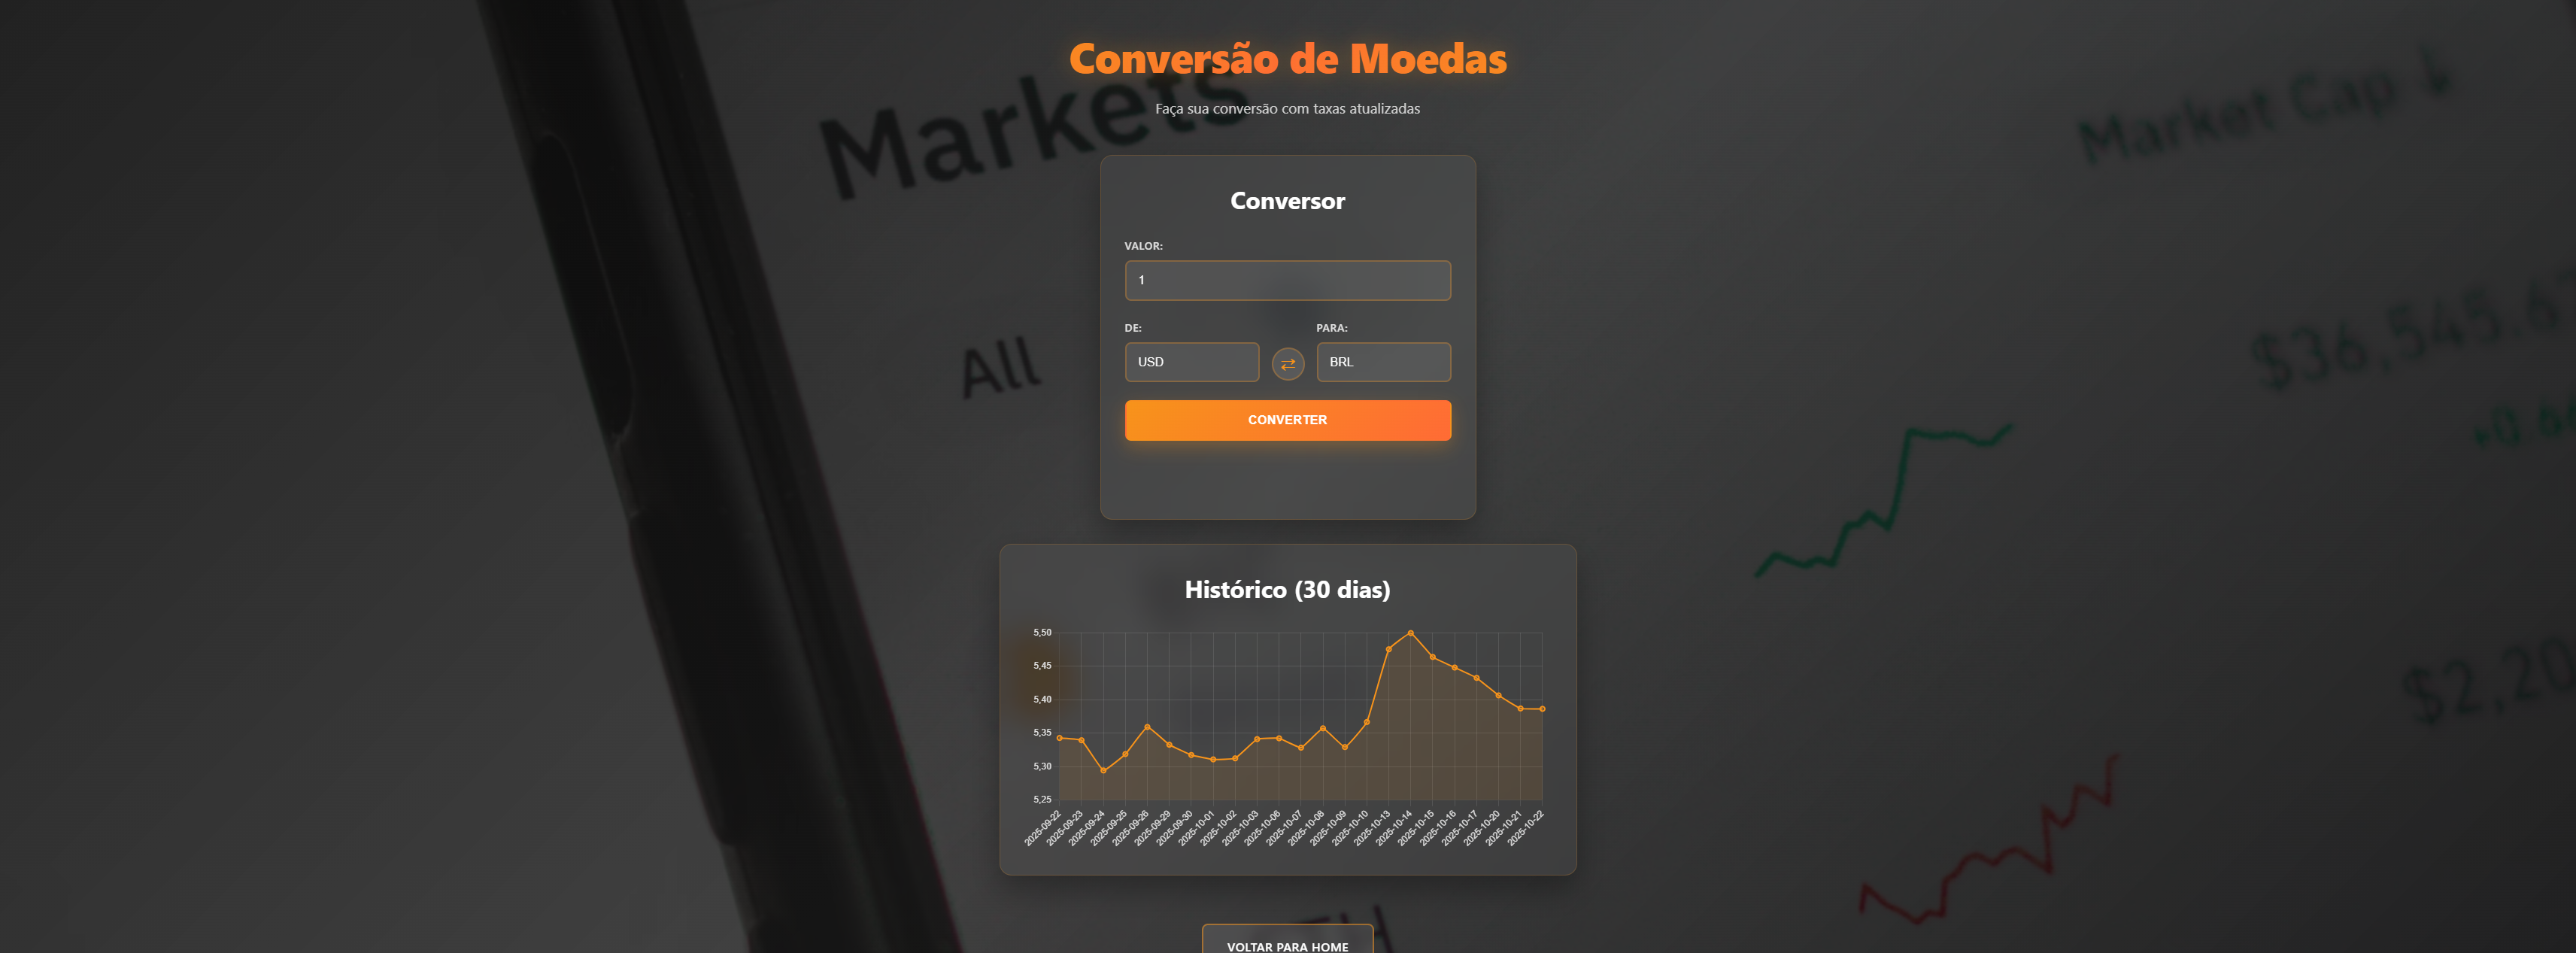 Conversão de Moedas
Faça sua conversão com taxas atualizadas
Markets
Market Cap ↓
Conversor
VALOR:
1
All
$36,545.6
DE:
PARA:
USD
BRL
CONVERTER
Histórico (30 dias)
5,50
5,45
5,40
5,35
5,30
5,25
$2,20
2025-09-22
2025-09-23
2025-09-24
2025-09-25
2025-09-26
2025-09-29
2025-09-30
2025-10-01
2025-10-02
2025-10-03
2025-10-06
2025-10-07
2025-10-08
2025-10-09
2025-10-10
2025-10-13
2025-10-14
2025-10-15
2025-10-16
2025-10-17
2025-10-20
2025-10-21
2025-10-22
VOLTAR PARA HOME